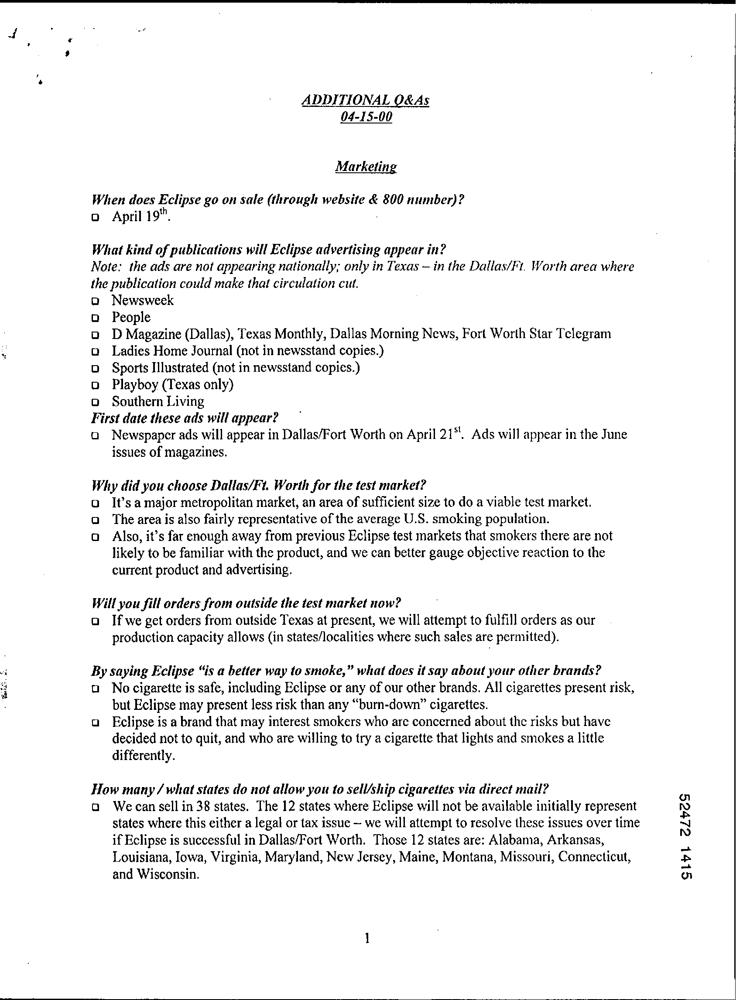 ADDITIONAL Q&As
04-15-00
Marketing
When does Eclipse go on sale (through website & 800 number)?
❑ April 19th.
What kind of publications will Eclipse advertising appear in?
Note: the ads are not appearing nationally; only in Texas – in the Dallas/Ft. Worth area where
the publication could make that circulation cut.
❑ Newsweek
❑ People
❑ D Magazine (Dallas), Texas Monthly, Dallas Morning News, Fort Worth Star Telegram
❑ Ladies Home Journal (not in newsstand copies.)
❑ Sports Illustrated (not in newsstand copies.)
❑ Playboy (Texas only)
❑ Southern Living
First date these ads will appear?
❑ Newspaper ads will appear in Dallas/Fort Worth on April 21st. Ads will appear in the June
issues of magazines.
Why did you choose Dallas/Ft. Worth for the test market?
❑ It's a major metropolitan market, an area of sufficient size to do a viable test market.
❑ The area is also fairly representative of the average U.S. smoking population.
❑ Also, it's far enough away from previous Eclipse test markets that smokers there are not
likely to be familiar with the product, and we can better gauge objective reaction to the
current product and advertising.
Will you fill orders from outside the test market now?
❑ If we get orders from outside Texas at present, we will attempt to fulfill orders as our
production capacity allows (in states/localities where such sales are permitted).
By saying Eclipse "is a better way to smoke," what does it say about your other brands?
❑ No cigarette is safe, including Eclipse or any of our other brands. All cigarettes present risk,
but Eclipse may present less risk than any "burn-down" cigarettes.
❑ Eclipse is a brand that may interest smokers who are concerned about the risks but have
decided not to quit, and who are willing to try a cigarette that lights and smokes a little
differently.
How many / what states do not allow you to sell/ship cigarettes via direct mail?
❑ We can sell in 38 states. The 12 states where Eclipse will not be available initially represent
states where this either a legal or tax issue – we will attempt to resolve these issues over time
if Eclipse is successful in Dallas/Fort Worth. Those 12 states are: Alabama, Arkansas,
Louisiana, Iowa, Virginia, Maryland, New Jersey, Maine, Montana, Missouri, Connecticut,
and Wisconsin.
52472 1415
1